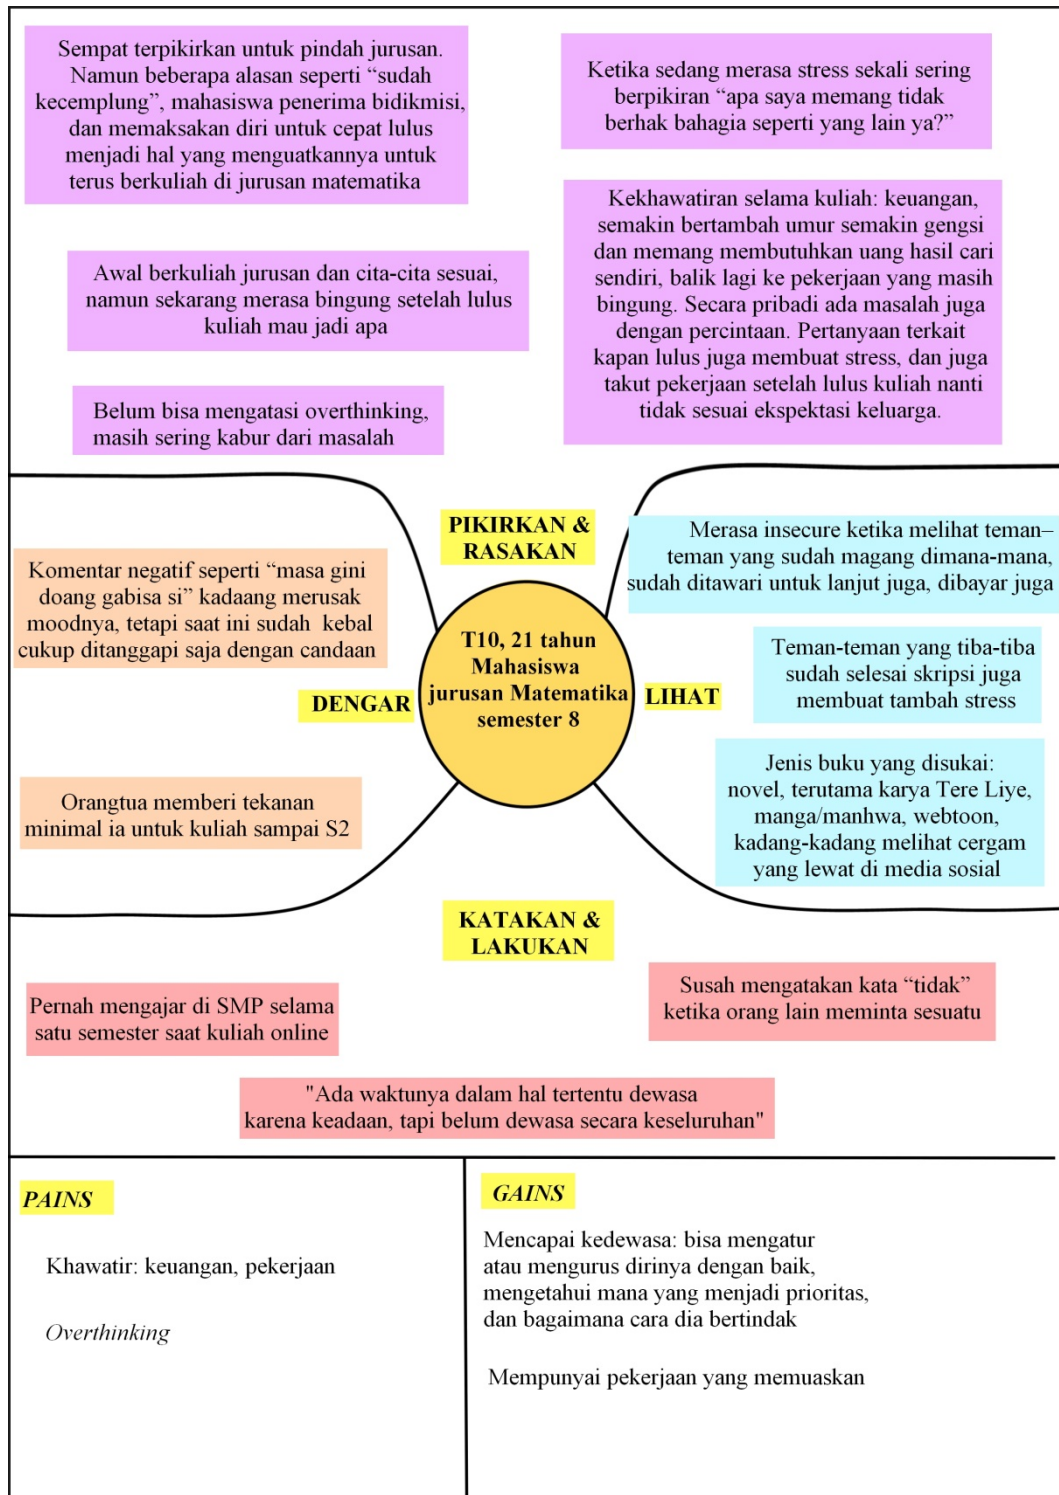 Sempat terpikirkan untuk pindah jurusan.
Namun beberapa alasan seperti “sudah
kecemplung”, mahasiswa penerima bidikmisi,
dan memaksakan diri untuk cepat lulus
menjadi hal yang menguatkannya untuk
terus berkuliah di jurusan matematika
Ketika sedang merasa stress sekali sering
berpikiran “apa saya memang tidak
berhak bahagia seperti yang lain ya?”
Awal berkuliah jurusan dan cita-cita sesuai,
namun sekarang merasa bingung setelah lulus
kuliah mau jadi apa
Kekhawatiran selama kuliah: keuangan,
semakin bertambah umur semakin gengsi
dan memang membutuhkan uang hasil cari
sendiri, balik lagi ke pekerjaan yang masih
bingung. Secara pribadi ada masalah juga
dengan percintaan. Pertanyaan terkait
kapan lulus juga membuat stress, dan juga
takut pekerjaan setelah lulus kuliah nanti
tidak sesuai ekspektasi keluarga.
Belum bisa mengatasi overthinking,
masih sering kabur dari masalah
PIKIRKAN &
RASAKAN
Komentar negatif seperti “masa gini
doang gabisa si” kadaang merusak
moodnya, tetapi saat ini sudah kebal
cukup ditanggapi saja dengan candaan
DENGAR
Orangtua memberi tekanan
minimal ia untuk kuliah sampai S2
T10, 21 tahun
Mahasiswa
jurusan Matematika
semester 8
LIHAT
Merasa insecure ketika melihat teman–
teman yang sudah magang dimana-mana,
sudah ditawari untuk lanjut juga, dibayar juga
Teman-teman yang tiba-tiba
sudah selesai skripsi juga
membuat tambah stress
Jenis buku yang disukai:
novel, terutama karya Tere Liye,
manga/manhwa, webtoon,
kadang-kadang melihat cergam
yang lewat di media sosial
KATAKAN &
LAKUKAN
Pernah mengajar di SMP selama
satu semester saat kuliah online
Susah mengatakan kata “tidak”
ketika orang lain meminta sesuatu
"Ada waktunya dalam hal tertentu dewasa
karena keadaan, tapi belum dewasa secara keseluruhan"
PAINS
Khawatir: keuangan, pekerjaan
Overthinking
GAINS
Mencapai kedewasa: bisa mengatur
atau mengurus dirinya dengan baik,
mengetahui mana yang menjadi prioritas,
dan bagaimana cara dia bertindak
Mempunyai pekerjaan yang memuaskan